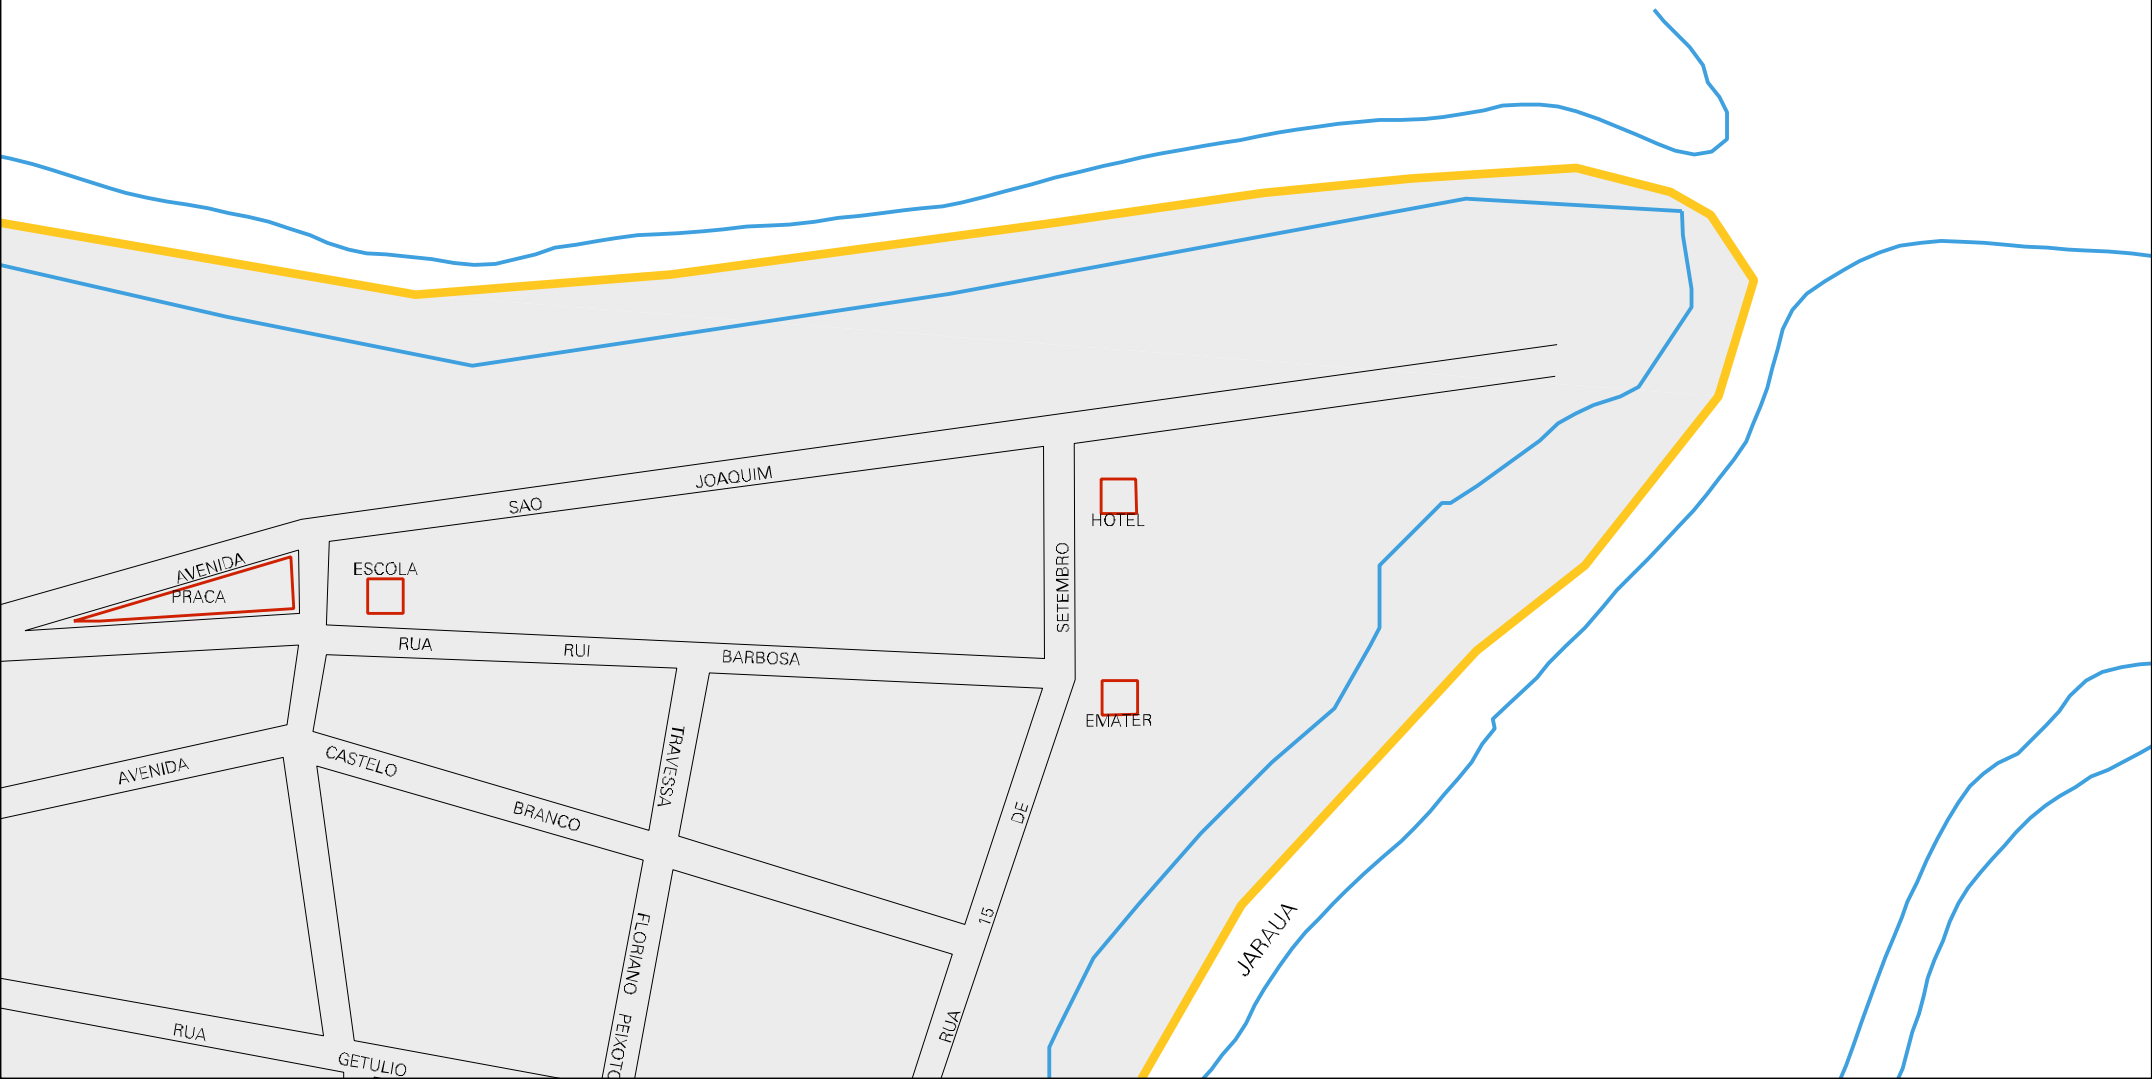 SAO
JOAQUIM
AVENIDA
PRACA
ESCOLA
HOTEL
SETEMBRO
RUA
RUI
BARBOSA
EMATER
TRAVESSA
CASTELO
AVENIDA
BRANCO
DE
15
FLORIANO
PEIXOTO
JARAUA
RUA
RUA
GETULIO